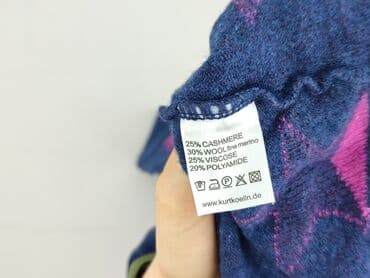 25% CASHMERE
30% WOOL fine merino
25% VISCOSE
20% POLYAMIDE
www.kurtkoelln.de